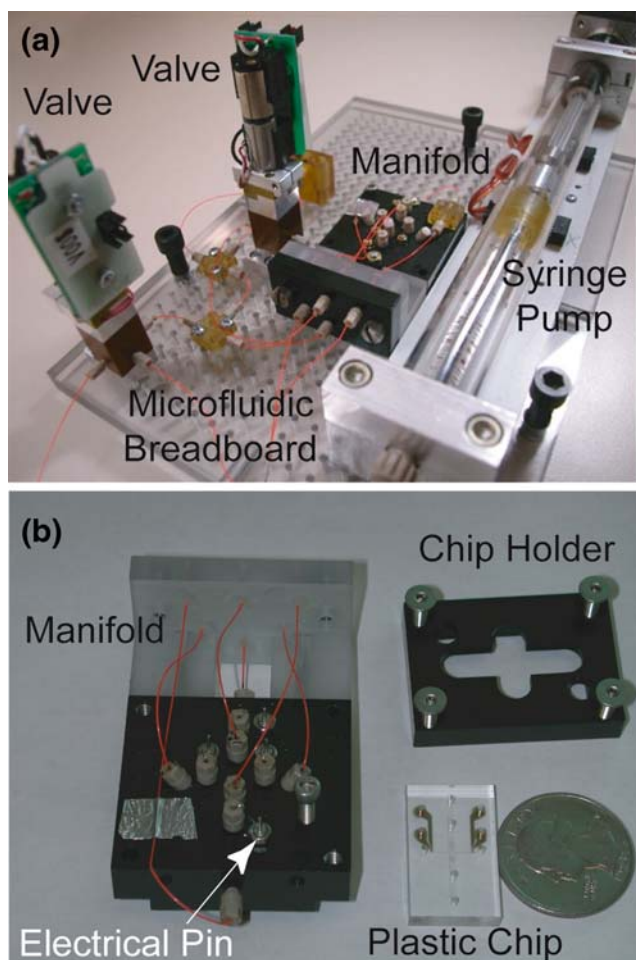 (a)
Valve
Valve
Manifold
Syringe
Pump
Microfluidic
Breadboard
(b)
Chip Holder
Manifold
Electrical Pin
Plastic Chip